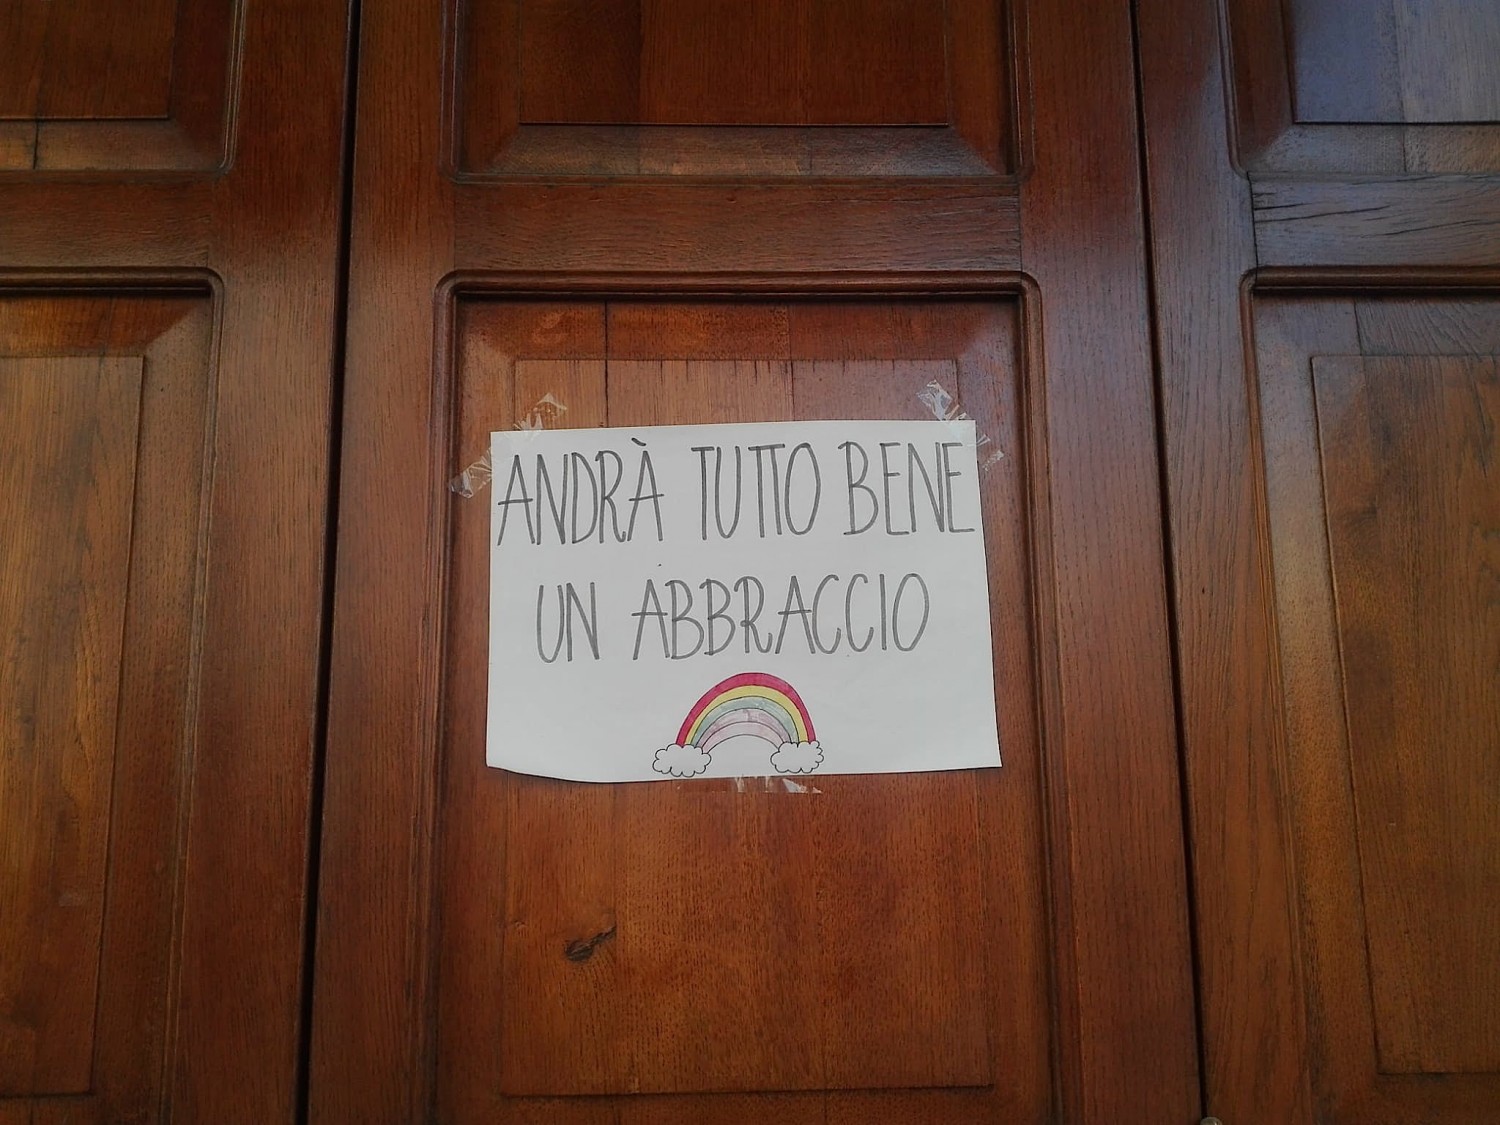 ANDRÀ TUTTO BENE
UN ABBRACCIO